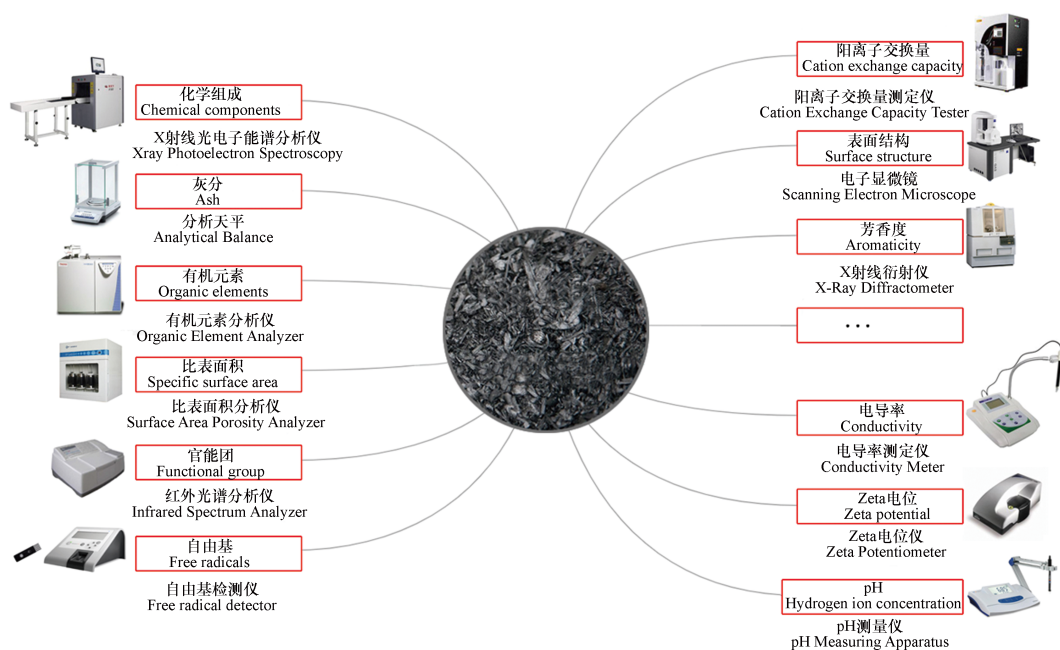 化学组成
Chemical components
X射线光电子能谱分析仪
Xray Photoelectron Spectroscopy
灰分
Ash
分析天平
Analytical Balance
有机元素
Organic elements
有机元素分析仪
Organic Element Analyzer
比表面积
Specific surface area
比表面积分析仪
Surface Area Porosity Analyzer
官能团
Functional group
红外光谱分析仪
Infrared Spectrum Analyzer
自由基
Free radicals
自由基检测仪
Free radical detector
阳离子交换量
Cation exchange capacity
阳离子交换量测定仪
Cation Exchange Capacity Tester
表面结构
Surface structure
电子显微镜
Scanning Electron Microscope
芳香度
Aromaticity
X射线衍射仪
X-Ray Diffractometer
···
电导率
Conductivity
电导率测定仪
Conductivity Meter
Zeta电位
Zeta potential
Zeta电位仪
Zeta Potentiometer
pH
Hydrogen ion concentration
pH测量仪
pH Measuring Apparatus